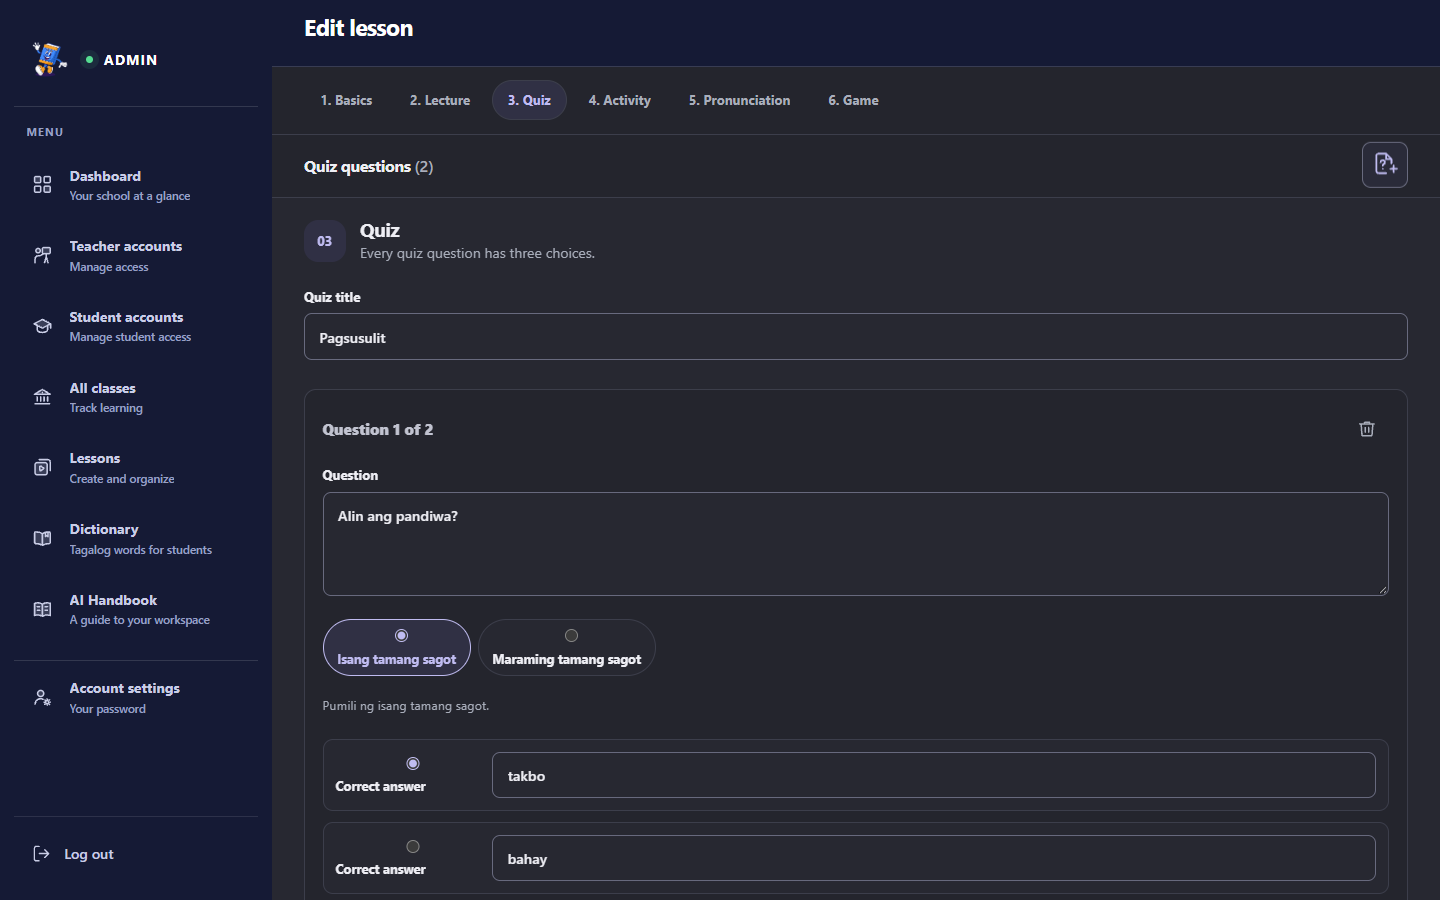 ADMIN
MENU
Dashboard
Your school at a glance
Teacher accounts
Manage access
Student accounts
Manage student access
All classes
Track learning
Lessons
Create and organize
Dictionary
Tagalog words for students
AI Handbook
A guide to your workspace
Account settings
Your password
Log out
Edit lesson
1. Basics
2. Lecture
3. Quiz
4. Activity
5. Pronunciation
6. Game
Quiz questions (2)
03
Quiz
Every quiz question has three choices.
Quiz title
Pagsusulit
Question 1 of 2
Question
Alin ang pandiwa?
Isang tamang sagot
Maraming tamang sagot
Pumili ng isang tamang sagot.
Correct answer
takbo
Correct answer
bahay